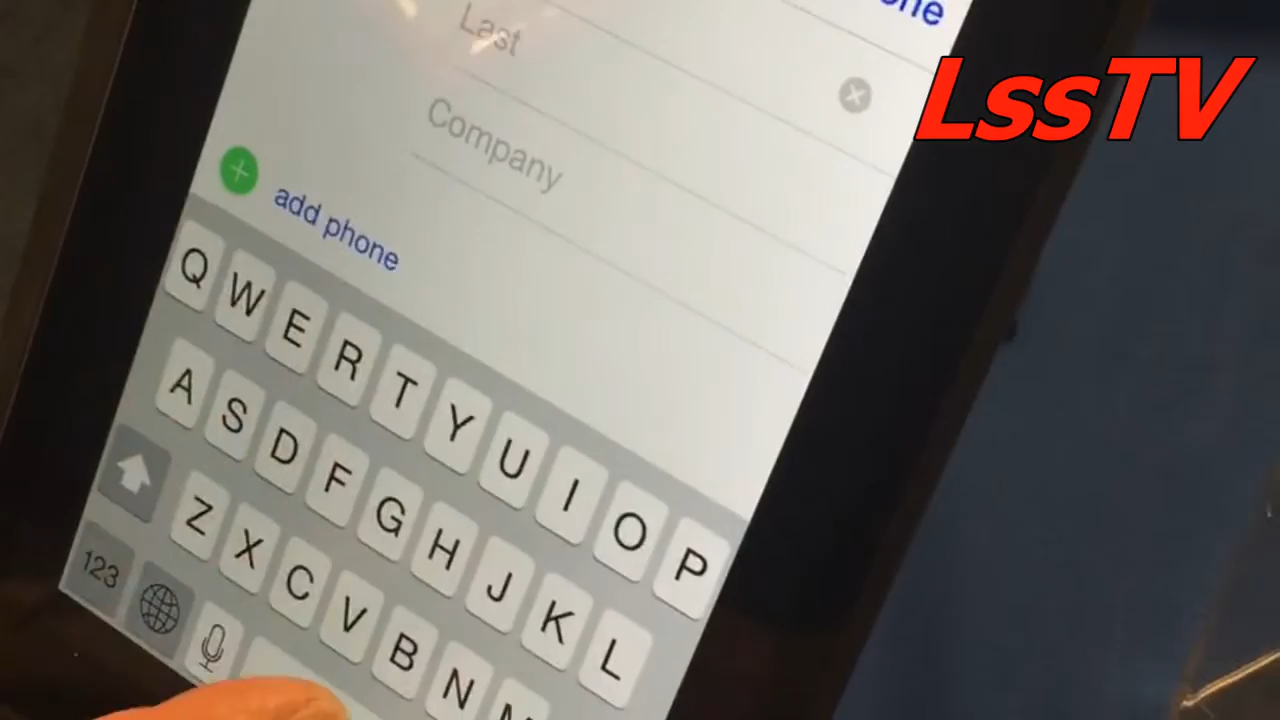 Last
LssTV
Company
add phone
Q W E R T Y U I O P
A S D F G H J K L
Z X C V B N
123